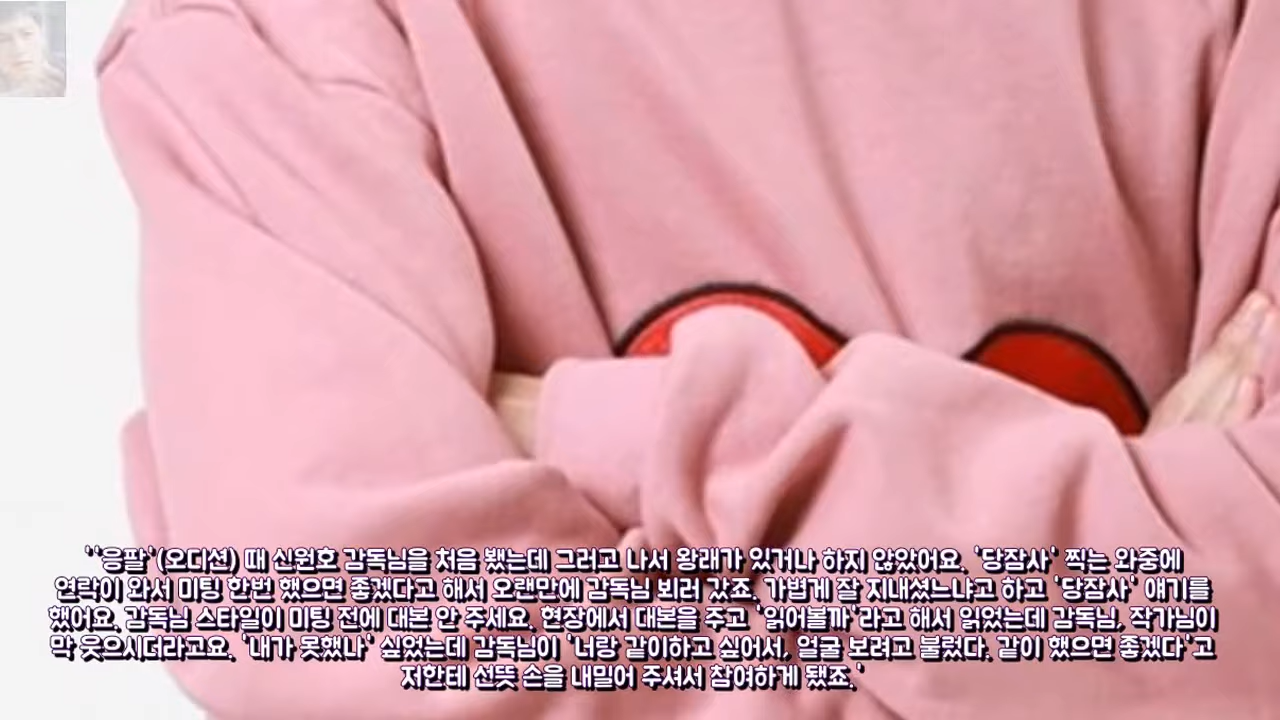 '`응팔'(오디션) 때 신원호 감독님을 처음 뵀는데 그러고 나서 왕래가 있거나 하지 않았어요. '당잠사' 찍는 와중에
연락이 와서 미팅 한번 했으면 좋겠다고 해서 오랜만에 감독님 뵈러 갔죠. 가볍게 잘 지내셨느냐고 하고 '당잠사' 얘기를
했어요. 감독님 스타일이 미팅 전에 대본 안 주세요. 현장에서 대본을 주고 '읽어볼까'라고 해서 읽었는데 감독님, 작가님이
막 웃으시더라고요. '내가 못했나' 싶었는데 감독님이 '너랑 같이하고 싶어서, 얼굴 보려고 불렀다. 같이 했으면 좋겠다'고
저한테 선뜻 손을 내밀어 주셔서 참여하게 됐죠.'